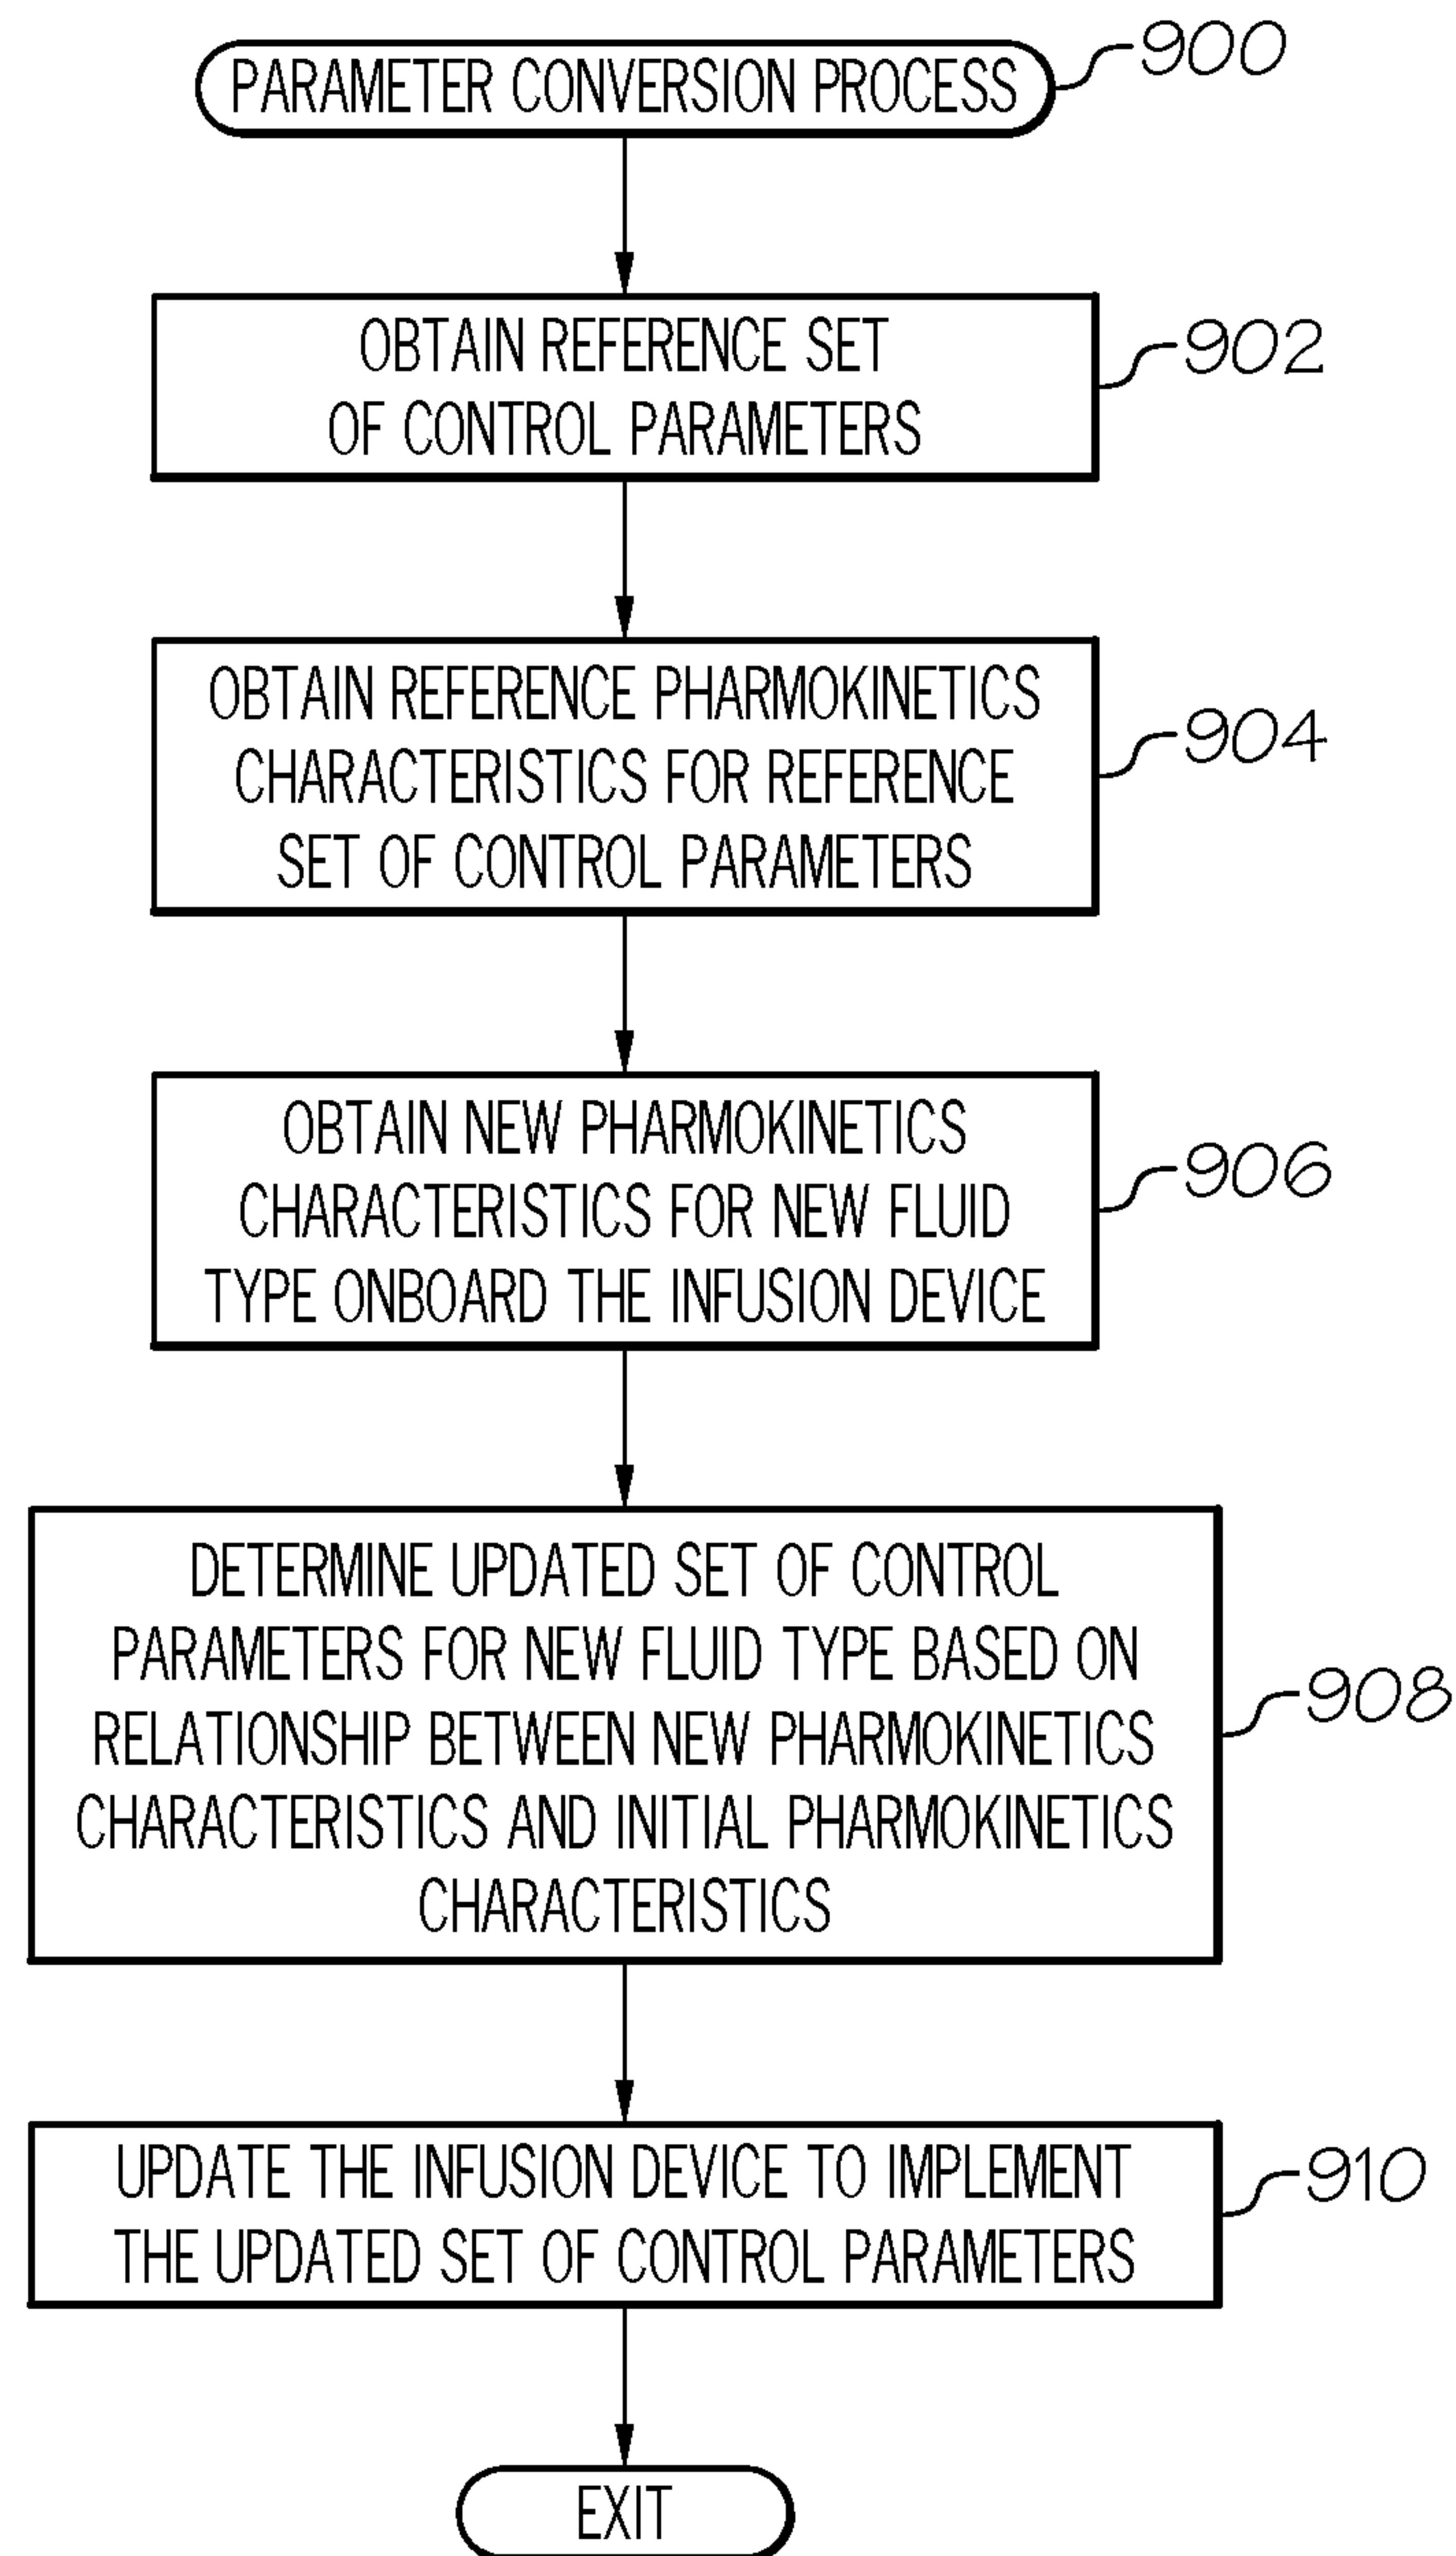 PARAMETER CONVERSION PROCESS
900
OBTAIN REFERENCE SET
OF CONTROL PARAMETERS
902
OBTAIN REFERENCE PHARMOKINETICS
CHARACTERISTICS FOR REFERENCE
SET OF CONTROL PARAMETERS
904
OBTAIN NEW PHARMOKINETICS
CHARACTERISTICS FOR NEW FLUID
TYPE ONBOARD THE INFUSION DEVICE
906
DETERMINE UPDATED SET OF CONTROL
PARAMETERS FOR NEW FLUID TYPE BASED ON
RELATIONSHIP BETWEEN NEW PHARMOKINETICS
CHARACTERISTICS AND INITIAL PHARMOKINETICS
CHARACTERISTICS
908
UPDATE THE INFUSION DEVICE TO IMPLEMENT
THE UPDATED SET OF CONTROL PARAMETERS
910
EXIT